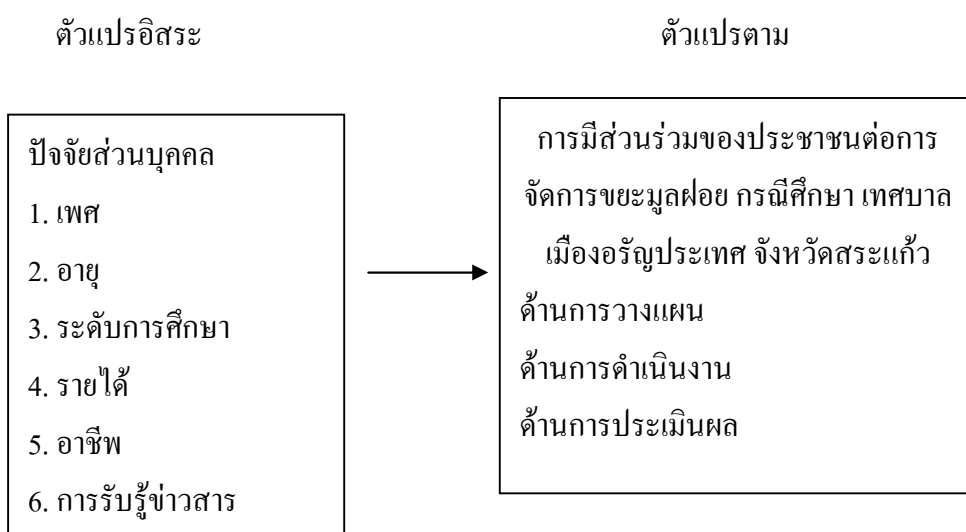 ตัวแปรอิสระ
ตัวแปรตาม
ปัจจัยส่วนบุคคล
1. เพศ
2. อายุ
3. ระดับการศึกษา
4. รายได้
5. อาชีพ
6. การรับรู้ข่าวสาร
การมีส่วนร่วมของประชาชนต่อการ
จัดการขยะมูลฝอย กรณีศึกษา เทศบาล
เมืองอรัญประเทศ จังหวัดสระแก้ว
ด้านการวางแผน
ด้านการดำเนินงาน
ด้านการประเมินผล